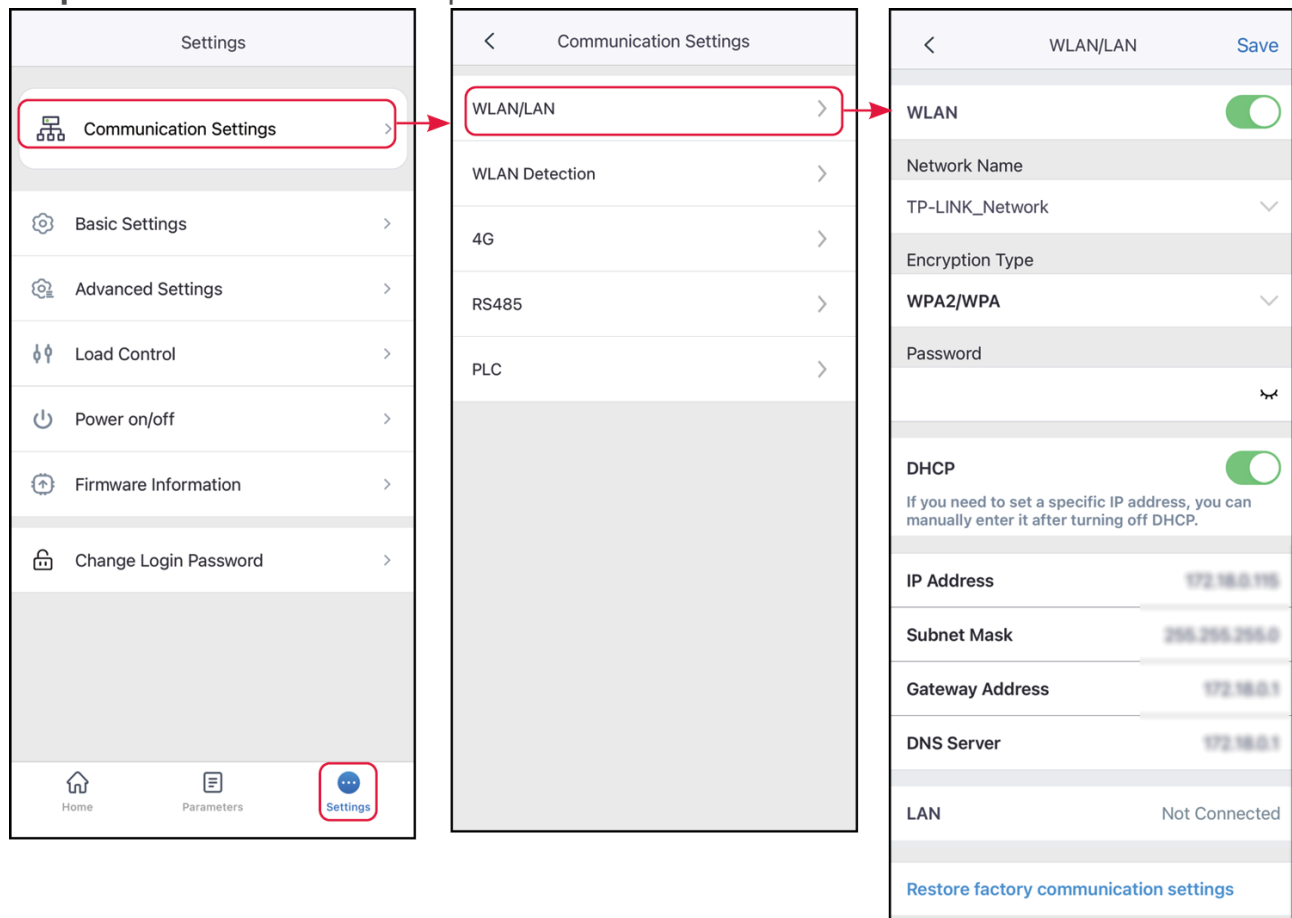 Settings
Communication Settings
Basic Settings
Advanced Settings
Load Control
Power on/off
Firmware Information
Change Login Password
Home
Parameters
Settings
Communication Settings
WLAN/LAN
WLAN Detection
4G
RS485
PLC
WLAN/LAN
Save
WLAN
Network Name
TP-LINK_Network
Encryption Type
WPA2/WPA
Password
DHCP
If you need to set a specific IP address, you can
manually enter it after turning off DHCP.
IP Address
Subnet Mask
Gateway Address
DNS Server
LAN
Not Connected
Restore factory communication settings